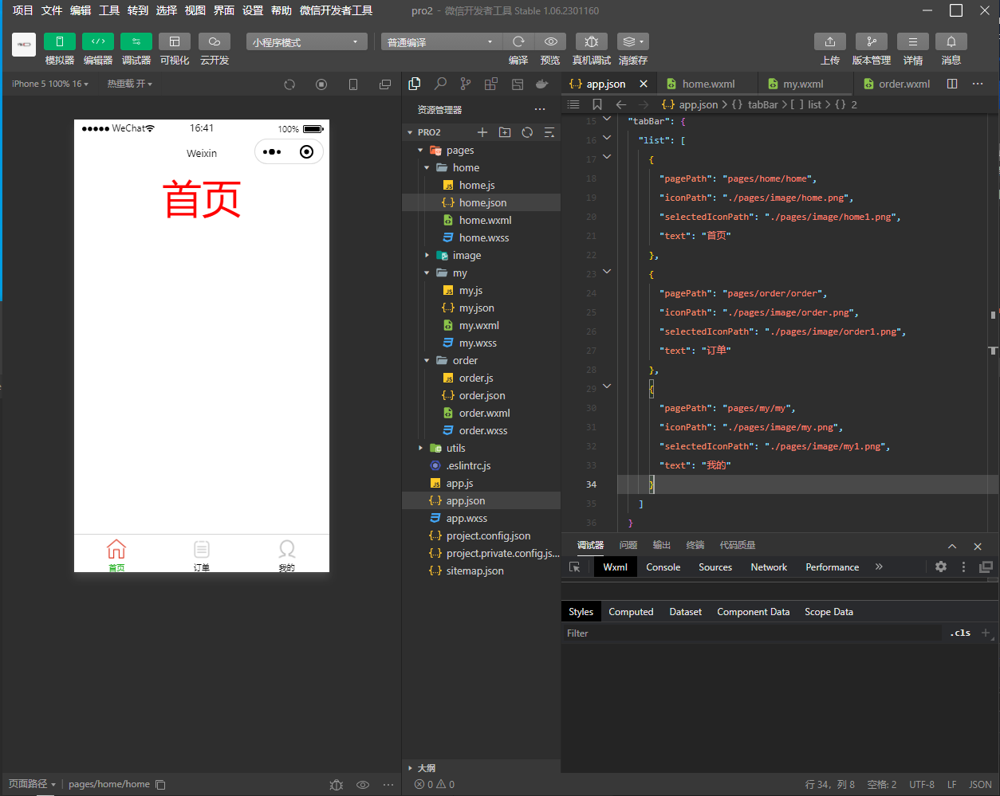 项目 文件 编辑 工具 转到 选择 视图 界面 设置 帮助 微信开发者工具 pro2 - 微信开发者工具 Stable 1.06.2301160
模拟器 编辑器 调试器 可视化 云开发 小程序模式 普通编译 编译 预览 真机调试 清缓存 上传 版本管理 详情 消息
iPhone 5 100% 16 热重载 开
WeChat 16:41 100%
Weixin
首页
首页 订单 我的
页面路径 | pages/home/home
资源管理器
PRO2
pages
home
home.js
home.json
home.wxml
home.wxss
image
my
my.js
my.json
my.wxml
my.wxss
order
order.js
order.json
order.wxml
order.wxss
utils
.eslintrc.js
app.js
app.json
app.wxss
project.config.json
project.private.config.js...
sitemap.json
大纲
0 0
app.json home.wxml my.wxml order.wxml
app.json > {} tabBar > [ ] list > {} 2
15 "tabBar": {
16 "list": [
17 {
18 "pagePath": "pages/home/home",
19 "iconPath": "./pages/image/home.png",
20 "selectedIconPath": "./pages/image/home1.png",
21 "text": "首页"
22 },
23 {
24 "pagePath": "pages/order/order",
25 "iconPath": "./pages/image/order.png",
26 "selectedIconPath": "./pages/image/order1.png",
27 "text": "订单"
28 },
29 {
30 "pagePath": "pages/my/my",
31 "iconPath": "./pages/image/my.png",
32 "selectedIconPath": "./pages/image/my1.png",
33 "text": "我的"
34 }
35 ]
36 }
调试器 问题 输出 终端 代码质量
Wxml Console Sources Network Performance
Styles Computed Dataset Component Data Scope Data
Filter .cls
行 34，列 8 空格: 2 UTF-8 LF JSON